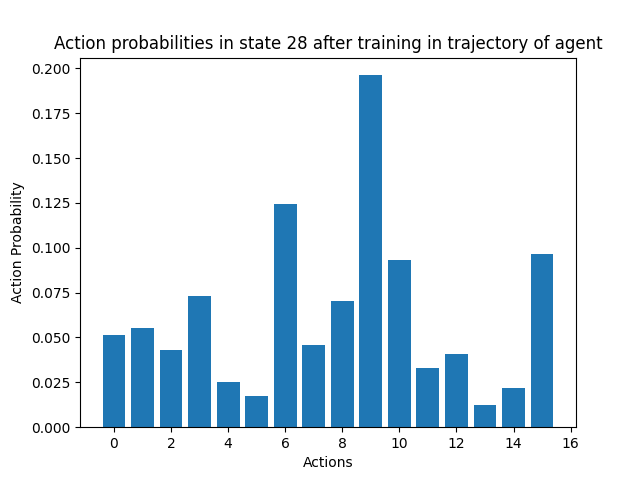 Action probabilities in state 28 after training in trajectory of agent
0.200
0.175
0.150
0.125
0.100
0.075
0.050
0.025
0.000
Action Probability
0 2 4 6 8 10 12 14 16
Actions